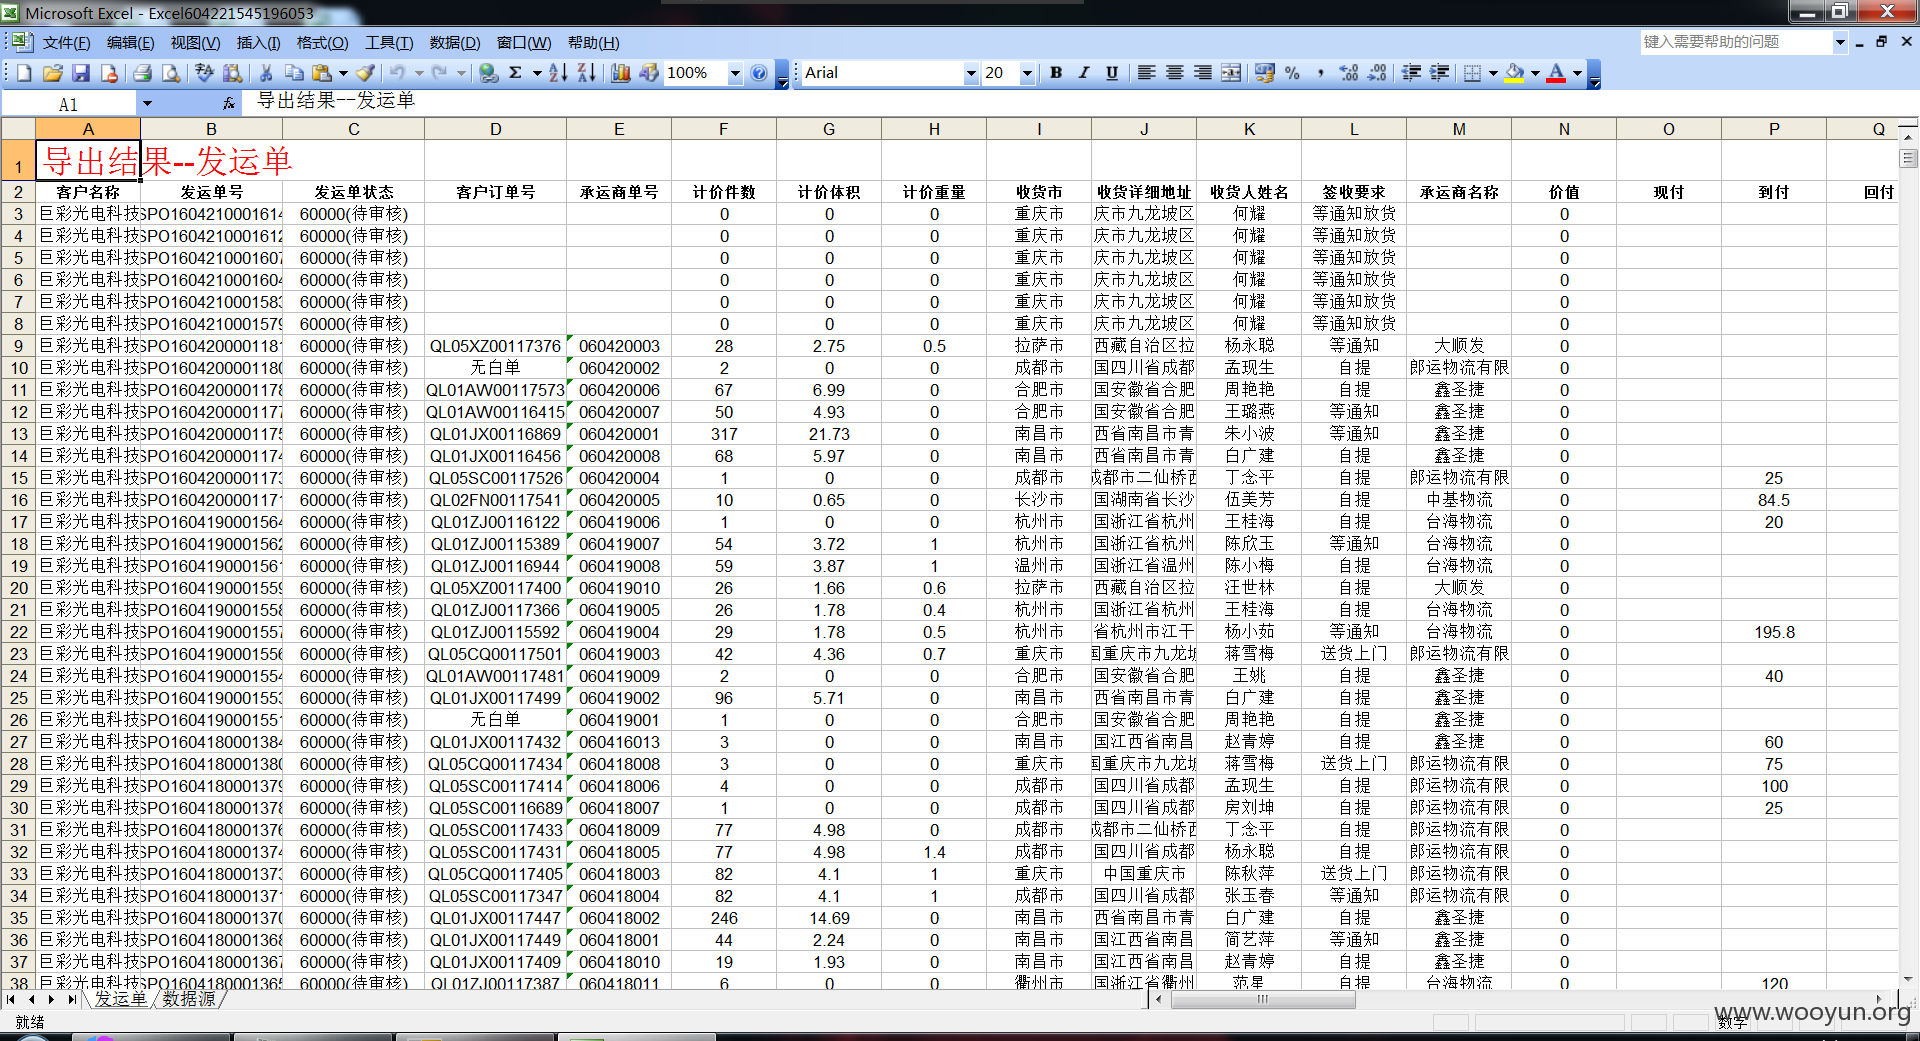 Microsoft Excel - Excel604221545196053
文件(F) 编辑(E) 视图(V) 插入(I) 格式(O) 工具(T) 数据(D) 窗口(W) 帮助(H) 键入需要帮助的问题
100% Arial 20
A1 fx 导出结果--发运单
A B C D E F G H I J K L M N O P Q
1 导出结果--发运单
2 客户名称 发运单号 发运单状态 客户订单号 承运商单号 计价件数 计价体积 计价重量 收货市 收货详细地址 收货人姓名 签收要求 承运商名称 价值 现付 到付 回付
3 巨彩光电科技 SPO1604210001614 60000(待审核) 0 0 0 重庆市 庆市九龙坡区 何耀 等通知放货 0
4 巨彩光电科技 SPO1604210001612 60000(待审核) 0 0 0 重庆市 庆市九龙坡区 何耀 等通知放货 0
5 巨彩光电科技 SPO1604210001607 60000(待审核) 0 0 0 重庆市 庆市九龙坡区 何耀 等通知放货 0
6 巨彩光电科技 SPO1604210001604 60000(待审核) 0 0 0 重庆市 庆市九龙坡区 何耀 等通知放货 0
7 巨彩光电科技 SPO1604210001583 60000(待审核) 0 0 0 重庆市 庆市九龙坡区 何耀 等通知放货 0
8 巨彩光电科技 SPO1604210001579 60000(待审核) 0 0 0 重庆市 庆市九龙坡区 何耀 等通知放货 0
9 巨彩光电科技 SPO1604200001181 60000(待审核) QL05XZ00117376 060420003 28 2.75 0.5 拉萨市 西藏自治区拉 杨永聪 等通知 大顺发 0
10 巨彩光电科技 SPO1604200001180 60000(待审核) 无白单 060420002 2 0 0 成都市 国四川省成都 孟现生 自提 郎运物流有限 0
11 巨彩光电科技 SPO1604200001178 60000(待审核) QL01AW00117573 060420006 67 6.99 0 合肥市 国安徽省合肥 周艳艳 自提 鑫圣捷 0
12 巨彩光电科技 SPO1604200001177 60000(待审核) QL01AW00116415 060420007 50 4.93 0 合肥市 国安徽省合肥 王璐燕 等通知 鑫圣捷 0
13 巨彩光电科技 SPO1604200001175 60000(待审核) QL01JX00116869 060420001 317 21.73 0 南昌市 西省南昌市青 朱小波 等通知 鑫圣捷 0
14 巨彩光电科技 SPO1604200001174 60000(待审核) QL01JX00116456 060420008 68 5.97 0 南昌市 西省南昌市青 白广建 自提 鑫圣捷 0
15 巨彩光电科技 SPO1604200001173 60000(待审核) QL05SC00117526 060420004 1 0 0 成都市 成都市二仙桥西 丁念平 自提 郎运物流有限 0 25
16 巨彩光电科技 SPO1604200001171 60000(待审核) QL02FN00117541 060420005 10 0.65 0 长沙市 国湖南省长沙 伍美芳 自提 中基物流 0 84.5
17 巨彩光电科技 SPO1604190001564 60000(待审核) QL01ZJ00116122 060419006 1 0 0 杭州市 国浙江省杭州 王桂海 自提 台海物流 0 20
18 巨彩光电科技 SPO1604190001562 60000(待审核) QL01ZJ00115389 060419007 54 3.72 1 杭州市 国浙江省杭州 陈欣玉 等通知 台海物流 0
19 巨彩光电科技 SPO1604190001561 60000(待审核) QL01ZJ00116944 060419008 59 3.87 1 温州市 国浙江省温州 陈小梅 自提 台海物流 0
20 巨彩光电科技 SPO1604190001559 60000(待审核) QL05XZ00117400 060419010 26 1.66 0.6 拉萨市 西藏自治区拉 汪世林 自提 大顺发 0
21 巨彩光电科技 SPO1604190001558 60000(待审核) QL01ZJ00117366 060419005 26 1.78 0.4 杭州市 国浙江省杭州 王桂海 自提 台海物流 0
22 巨彩光电科技 SPO1604190001557 60000(待审核) QL01ZJ00115592 060419004 29 1.78 0.5 杭州市 省杭州市江干 杨小茹 等通知 台海物流 0 195.8
23 巨彩光电科技 SPO1604190001556 60000(待审核) QL05CQ00117501 060419003 42 4.36 0.7 重庆市 国重庆市九龙坡 蒋雪梅 送货上门 郎运物流有限 0
24 巨彩光电科技 SPO1604190001554 60000(待审核) QL01AW00117481 060419009 2 0 0 合肥市 国安徽省合肥 王姚 自提 鑫圣捷 0 40
25 巨彩光电科技 SPO1604190001553 60000(待审核) QL01JX00117499 060419002 96 5.71 0 南昌市 西省南昌市青 白广建 自提 鑫圣捷 0
26 巨彩光电科技 SPO1604190001551 60000(待审核) 无白单 060419001 1 0 0 合肥市 国安徽省合肥 周艳艳 自提 鑫圣捷 0
27 巨彩光电科技 SPO1604180001384 60000(待审核) QL01JX00117432 060416013 3 0 0 南昌市 国江西省南昌 赵青婷 自提 鑫圣捷 0 60
28 巨彩光电科技 SPO1604180001380 60000(待审核) QL05CQ00117434 060418008 3 0 0 重庆市 国重庆市九龙坡 蒋雪梅 送货上门 郎运物流有限 0 75
29 巨彩光电科技 SPO1604180001379 60000(待审核) QL05SC00117414 060418006 4 0 0 成都市 国四川省成都 孟现生 自提 郎运物流有限 0 100
30 巨彩光电科技 SPO1604180001378 60000(待审核) QL05SC00116689 060418007 1 0 0 成都市 国四川省成都 房刘坤 自提 郎运物流有限 0 25
31 巨彩光电科技 SPO1604180001376 60000(待审核) QL05SC00117433 060418009 77 4.98 0 成都市 成都市二仙桥西 丁念平 自提 郎运物流有限 0
32 巨彩光电科技 SPO1604180001374 60000(待审核) QL05SC00117431 060418005 77 4.98 1.4 成都市 国四川省成都 杨永聪 自提 郎运物流有限 0
33 巨彩光电科技 SPO1604180001373 60000(待审核) QL05CQ00117405 060418003 82 4.1 1 重庆市 中国重庆市 陈秋萍 送货上门 郎运物流有限 0
34 巨彩光电科技 SPO1604180001371 60000(待审核) QL05SC00117347 060418004 82 4.1 1 成都市 国四川省成都 张玉春 等通知 郎运物流有限 0
35 巨彩光电科技 SPO1604180001370 60000(待审核) QL01JX00117447 060418002 246 14.69 0 南昌市 西省南昌市青 白广建 自提 鑫圣捷 0
36 巨彩光电科技 SPO1604180001368 60000(待审核) QL01JX00117449 060418001 44 2.24 0 南昌市 国江西省南昌 简艺萍 等通知 鑫圣捷 0
37 巨彩光电科技 SPO1604180001367 60000(待审核) QL01JX00117409 060418010 19 1.93 0 南昌市 国江西省南昌 赵青婷 自提 鑫圣捷 0
38 巨彩光电科技 SPO1604180001365 60000(待审核) QL01ZJ00117387 060418011 6 0 0 衢州市 国浙江省衢州 范星 自提 台海物流 0 120
发运单 数据源
就绪 数字
www.wooyun.org